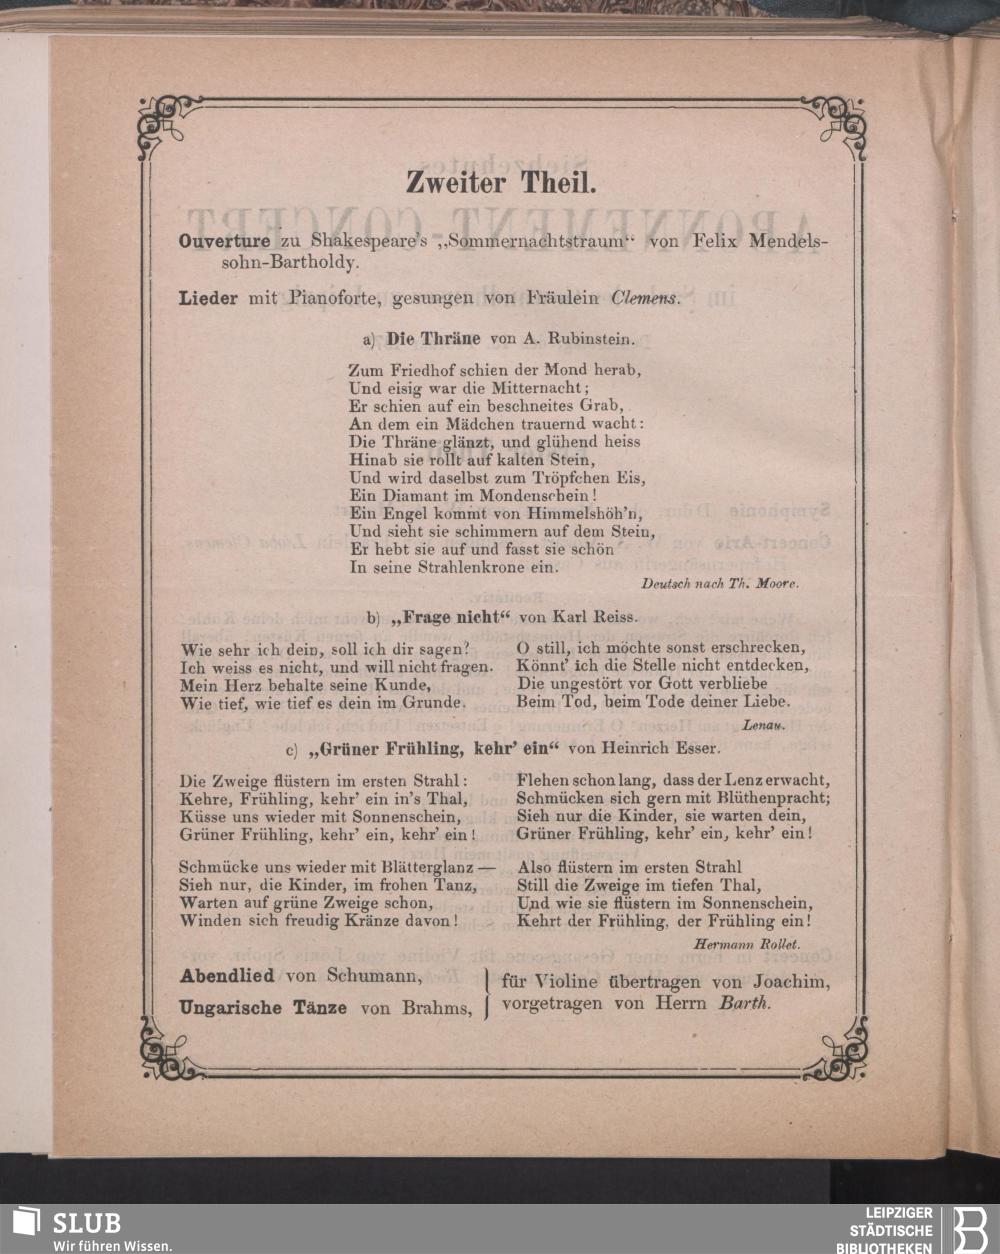 Zweiter Theil.
Ouverture zu Shakespeare's „Sommernachtstraum“ von Felix Mendels-
sohn-Bartholdy.
Lieder mit Pianoforte, gesungen von Fräulein Clemens.
a) Die Thräne von A. Rubinstein.
Zum Friedhof schien der Mond herab,
Und eisig war die Mitternacht;
Er schien auf ein beschneites Grab,
An dem ein Mädchen trauernd wacht:
Die Thräne glänzt, und glühend heiss
Hinab sie rollt auf kalten Stein,
Und wird daselbst zum Tröpfchen Eis,
Ein Diamant im Mondenschein!
Ein Engel kommt von Himmelshöh'n,
Und sieht sie schimmern auf dem Stein,
Er hebt sie auf und fasst sie schön
In seine Strahlenkrone ein.
Deutsch nach Th. Moore.
b) „Frage nicht“ von Karl Reiss.
Wie sehr ich dein, soll ich dir sagen?
Ich weiss es nicht, und will nicht fragen.
Mein Herz behalte seine Kunde,
Wie tief, wie tief es dein im Grunde.
O still, ich möchte sonst erschrecken,
Könnt' ich die Stelle nicht entdecken,
Die ungestört vor Gott verbliebe
Beim Tod, beim Tode deiner Liebe.
Lenau.
c) „Grüner Frühling, kehr' ein“ von Heinrich Esser.
Die Zweige flüstern im ersten Strahl:
Kehre, Frühling, kehr' ein in's Thal,
Küsse uns wieder mit Sonnenschein,
Grüner Frühling, kehr' ein, kehr' ein!
Schmücke uns wieder mit Blätterglanz —
Sieh nur, die Kinder, im frohen Tanz,
Warten auf grüne Zweige schon,
Winden sich freudig Kränze davon!
Flehen schon lang, dass der Lenz erwacht,
Schmücken sich gern mit Blüthenpracht;
Sieh nur die Kinder, sie warten dein,
Grüner Frühling, kehr' ein, kehr' ein!
Also flüstern im ersten Strahl
Still die Zweige im tiefen Thal,
Und wie sie flüstern im Sonnenschein,
Kehrt der Frühling, der Frühling ein!
Hermann Rollet.
Abendlied von Schumann,
Ungarische Tänze von Brahms,
für Violine übertragen von Joachim,
vorgetragen von Herrn Barth.
SLUB
Wir führen Wissen.
LEIPZIGER
STÄDTISCHE
BIBLIOTHEKEN